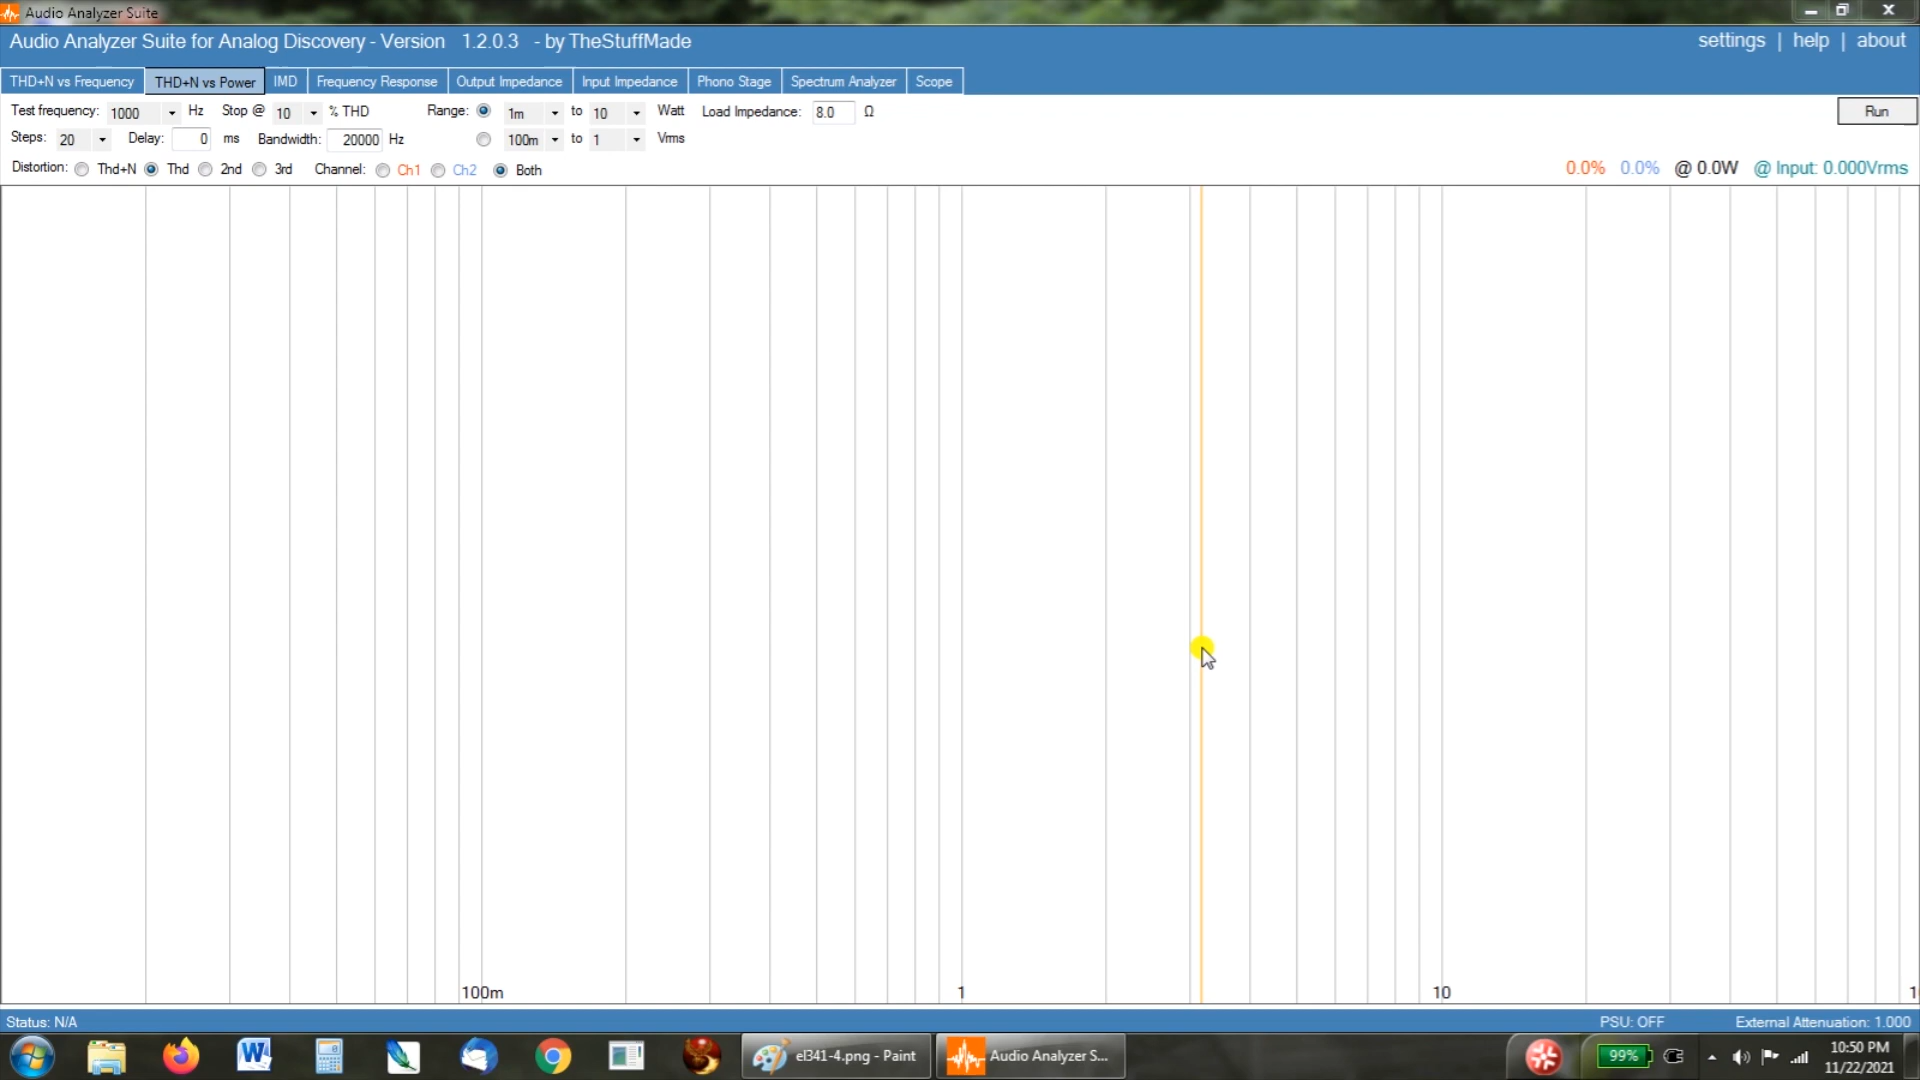 Audio Analyzer Suite
Audio Analyzer Suite for Analog Discovery - Version 1.2.0.3 - by TheStuffMade
settings | help | about
THD+N vs Frequency THD+N vs Power IMD Frequency Response Output Impedance Input Impedance Phono Stage Spectrum Analyzer Scope
Test frequency: 1000 Hz Stop @ 10 % THD Range: 1m to 10 Watt Load Impedance: 8.0 Ω Run
Steps: 20 Delay: 0 ms Bandwidth: 20000 Hz 100m to 1 Vrms
Distortion: Thd+N Thd 2nd 3rd Channel: Ch1 Ch2 Both 0.0% 0.0% @ 0.0W @ Input: 0.000Vrms
100m 1 10
Status: N/A PSU: OFF External Attenuation: 1.000
el341-4.png - Paint Audio Analyzer S... 99% 10:50 PM
11/22/2021